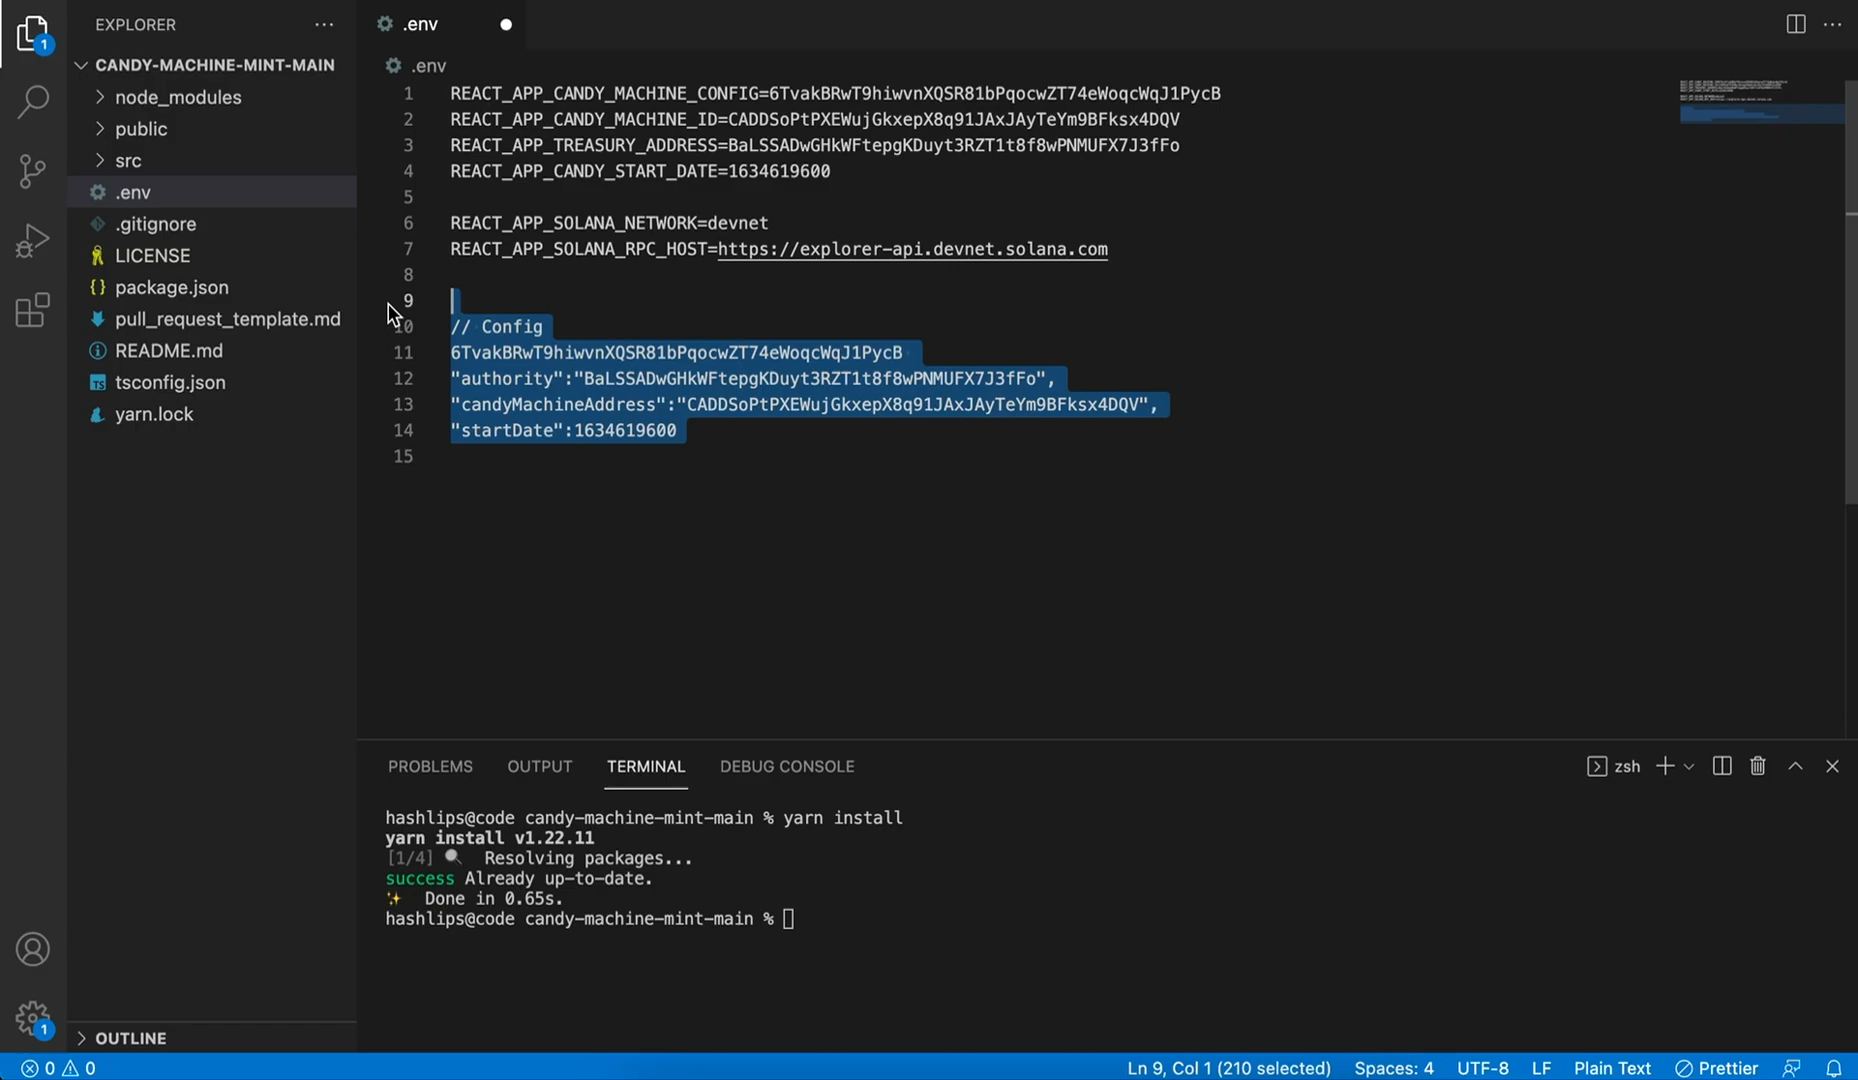 EXPLORER
.env
CANDY-MACHINE-MINT-MAIN
node_modules
public
src
.env
.gitignore
LICENSE
package.json
pull_request_template.md
README.md
tsconfig.json
yarn.lock
OUTLINE
.env
1 REACT_APP_CANDY_MACHINE_CONFIG=6TvakBRwT9hiwvnXQSR81bPqocwZT74eWoqcWqJ1PycB
2 REACT_APP_CANDY_MACHINE_ID=CADDSoPtPXEWujGkxepX8q91JAxJAyTeYm9BFksx4DQV
3 REACT_APP_TREASURY_ADDRESS=BaLSSADwGHkWFtepgKDuyt3RZT1t8f8wPNMUFX7J3fFo
4 REACT_APP_CANDY_START_DATE=1634619600
5
6 REACT_APP_SOLANA_NETWORK=devnet
7 REACT_APP_SOLANA_RPC_HOST=https://explorer-api.devnet.solana.com
8
9
10 // Config
11 6TvakBRwT9hiwvnXQSR81bPqocwZT74eWoqcWqJ1PycB
12 "authority":"BaLSSADwGHkWFtepgKDuyt3RZT1t8f8wPNMUFX7J3fFo",
13 "candyMachineAddress":"CADDSoPtPXEWujGkxepX8q91JAxJAyTeYm9BFksx4DQV",
14 "startDate":1634619600
15
PROBLEMS OUTPUT TERMINAL DEBUG CONSOLE
zsh
hashlips@code candy-machine-mint-main % yarn install
yarn install v1.22.11
[1/4] 🔍 Resolving packages...
success Already up-to-date.
✨ Done in 0.65s.
hashlips@code candy-machine-mint-main %
1
1
0 0
Ln 9, Col 1 (210 selected) Spaces: 4 UTF-8 LF Plain Text Prettier